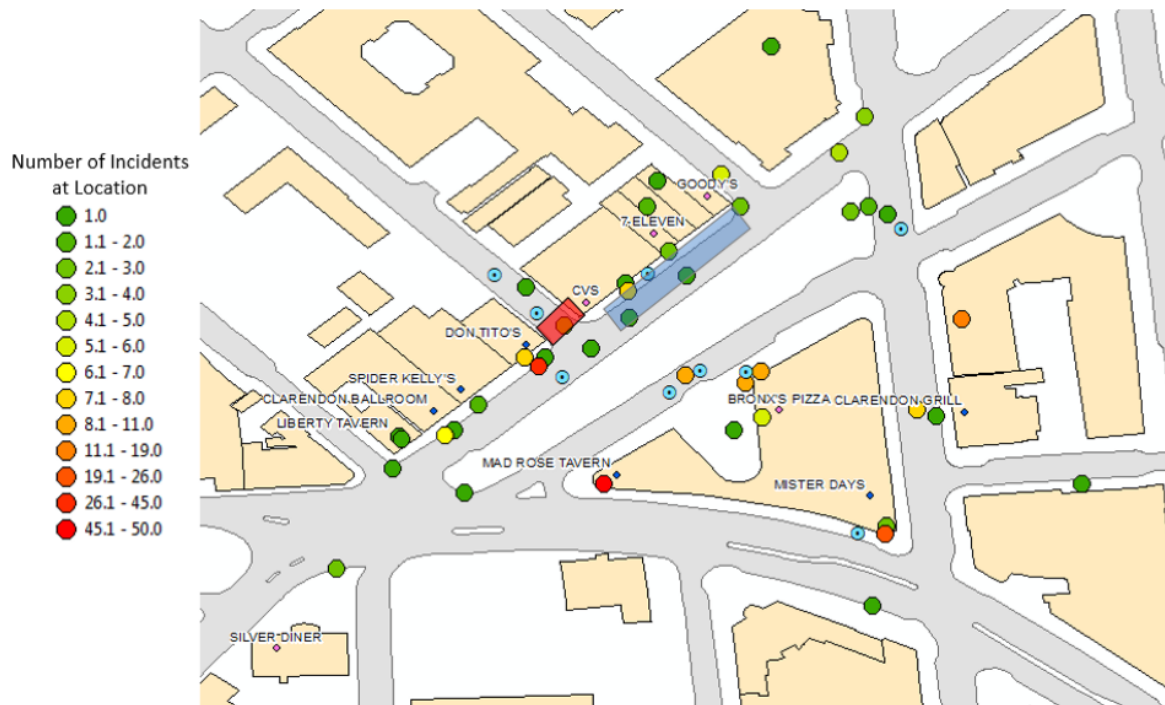 Number of Incidents
at Location
1.0
1.1 - 2.0
2.1 - 3.0
3.1 - 4.0
4.1 - 5.0
5.1 - 6.0
6.1 - 7.0
7.1 - 8.0
8.1 - 11.0
11.1 - 19.0
19.1 - 26.0
26.1 - 45.0
45.1 - 50.0
GOODY'S
7-ELEVEN
CVS
DON TITO'S
SPIDER KELLY'S
CLARENDON BALLROOM
LIBERTY TAVERN
BRONX'S PIZZA
CLARENDON GRILL
MAD ROSE TAVERN
MISTER DAYS
SILVER DINER